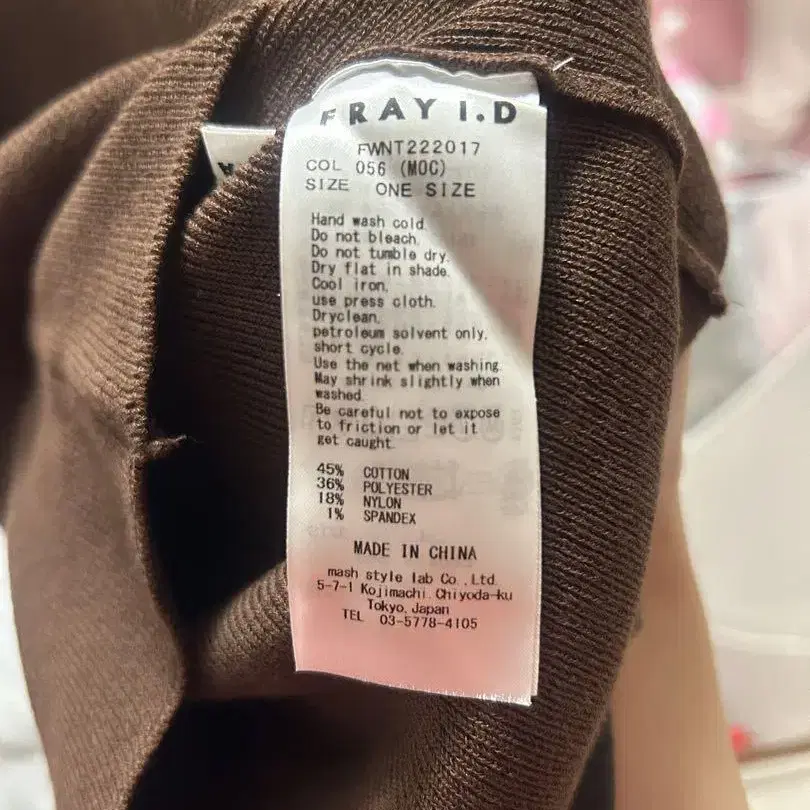 FRAY I.D
FWNT222017
COL 056 (MOC)
SIZE ONE SIZE
Hand wash cold.
Do not bleach.
Do not tumble dry.
Dry flat in shade.
Cool iron.
use press cloth.
Dryclean.
petroleum solvent only.
short cycle.
Use the net when washing.
May shrink slightly when
washed.
Be careful not to expose
to friction or let it
get caught.
45% COTTON
36% POLYESTER
18% NYLON
1% SPANDEX
MADE IN CHINA
mash style lab Co.,Ltd.
5-7-1 Kojimachi.Chiyoda-ku
Tokyo.Japan
TEL 03-5778-4105